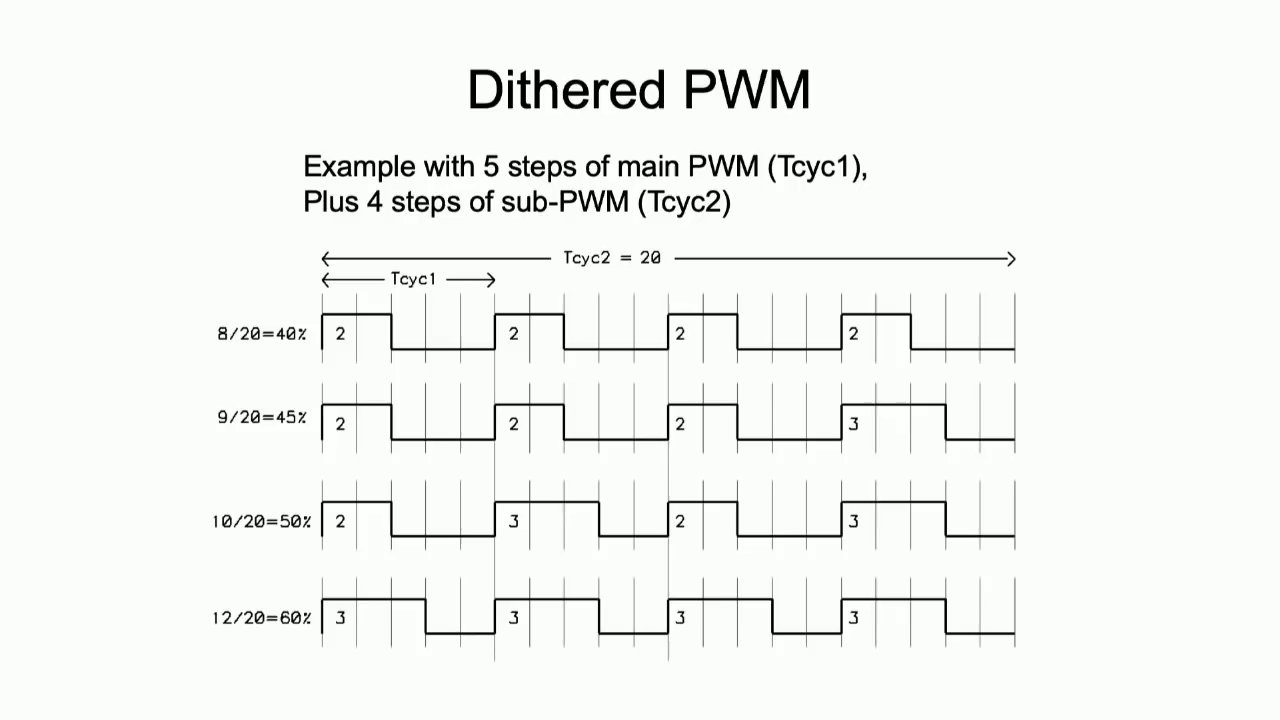 Dithered PWM
Example with 5 steps of main PWM (Tcyc1),
Plus 4 steps of sub-PWM (Tcyc2)
Tcyc2 = 20
Tcyc1
8/20=40% 2 2 2 2
9/20=45% 2 2 2 3
10/20=50% 2 3 2 3
12/20=60% 3 3 3 3